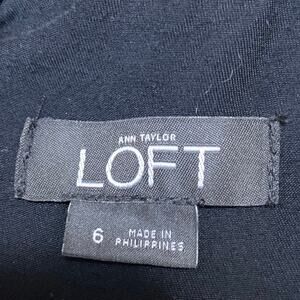 ANN TAYLOR
LOFT
6
MADE IN
PHILIPPINES